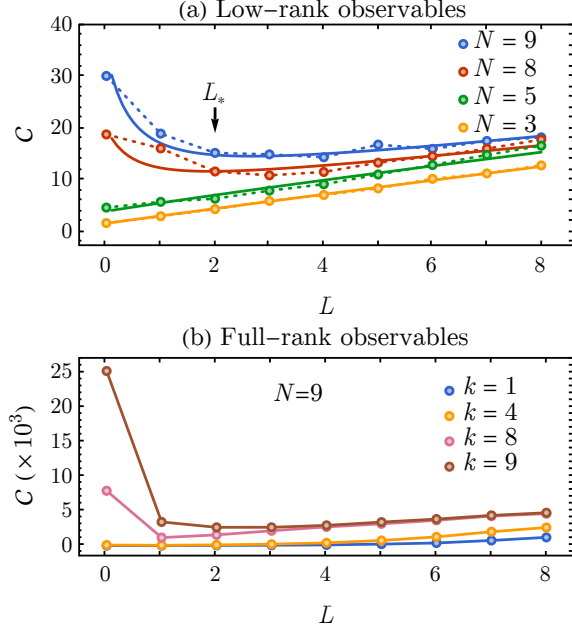 (a) Low-rank observables
40
30
20
10
0
C
L*
N = 9
N = 8
N = 5
N = 3
0 2 4 6 8
L
(b) Full-rank observables
25
20
15
10
5
0
C (×10³)
N=9
k = 1
k = 4
k = 8
k = 9
0 2 4 6 8
L